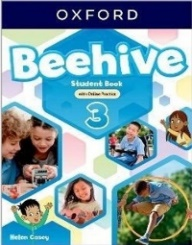 OXFORD
Beehive
Student Book
with Online Practice
3
Helen Casey